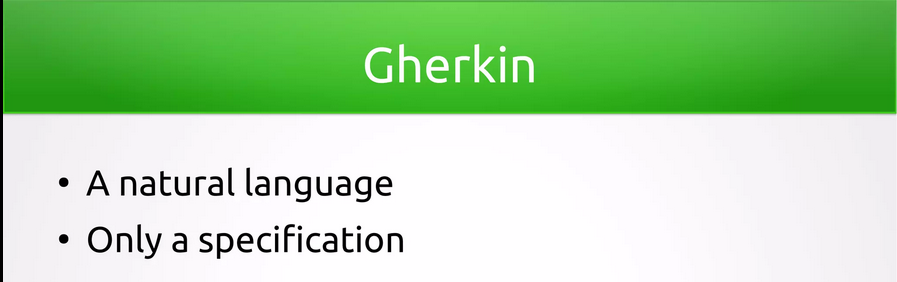 Gherkin
• A natural language
• Only a specification